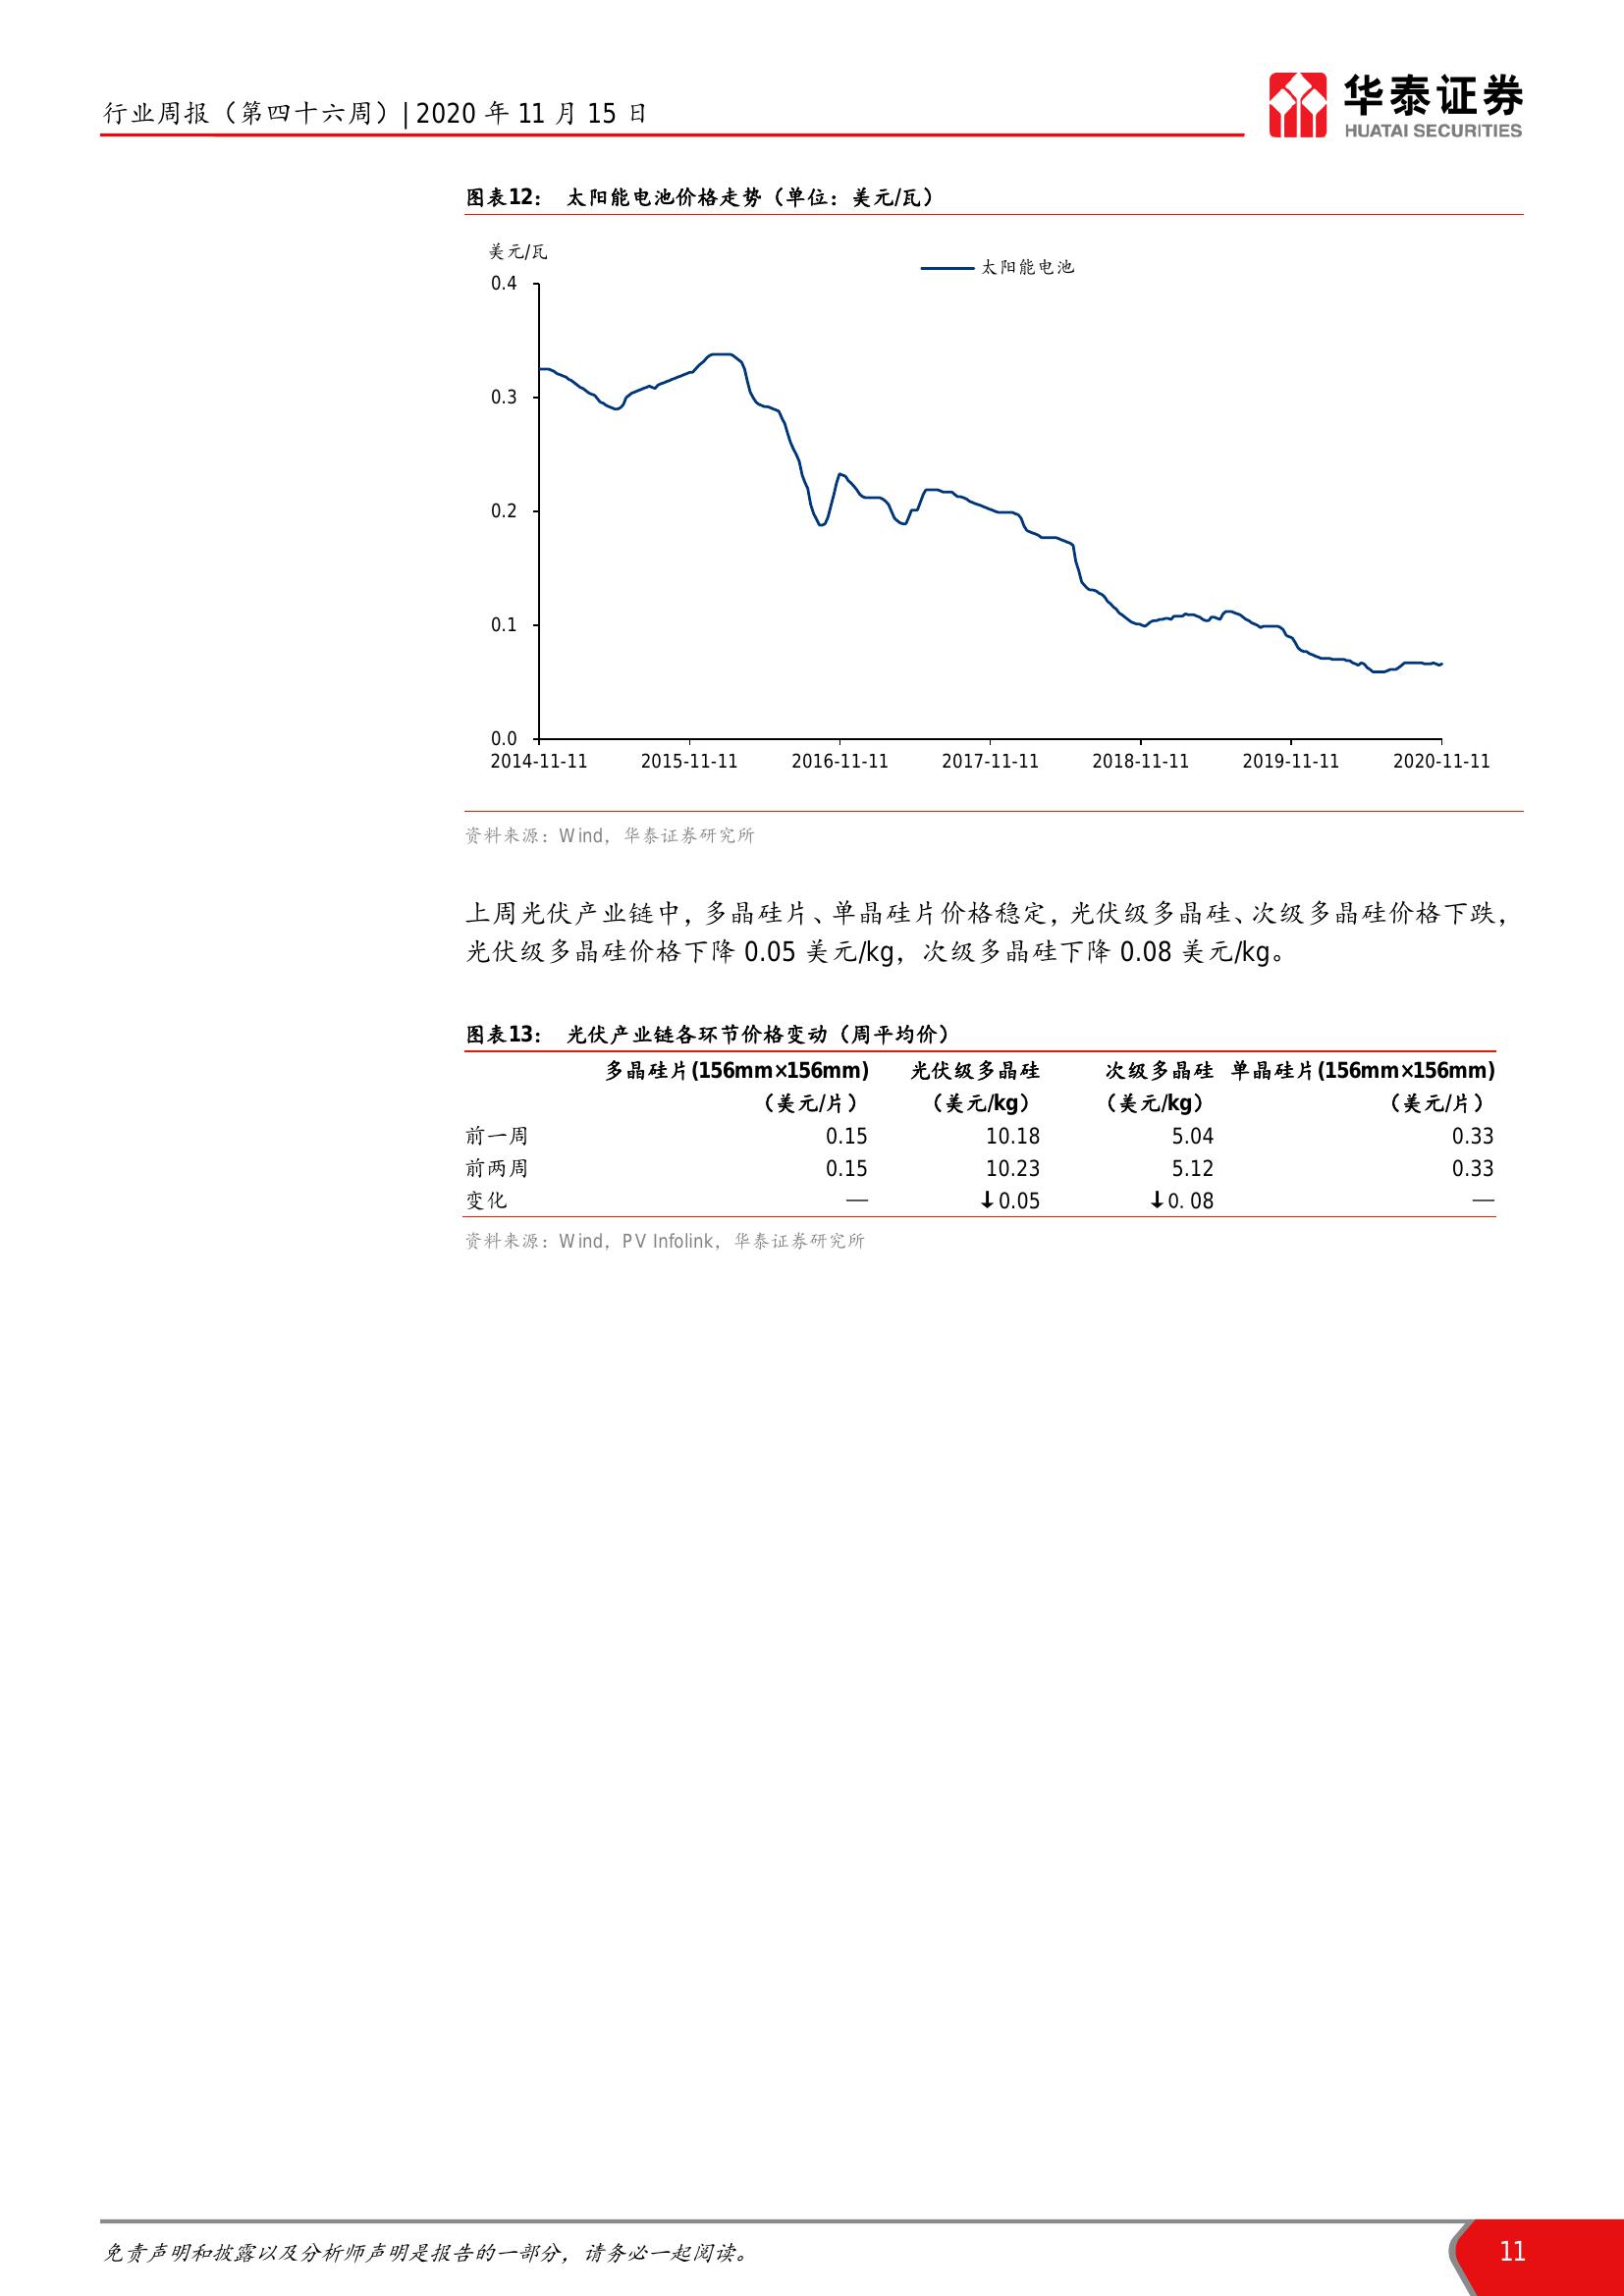 行业周报（第四十六周）| 2020 年 11 月 15 日
华泰证券
HUATAI SECURITIES
图表12： 太阳能电池价格走势（单位：美元/瓦）
美元/瓦
太阳能电池
0.4
0.3
0.2
0.1
0.0
2014-11-11 2015-11-11 2016-11-11 2017-11-11 2018-11-11 2019-11-11 2020-11-11
资料来源：Wind，华泰证券研究所
上周光伏产业链中，多晶硅片、单晶硅片价格稳定，光伏级多晶硅、次级多晶硅价格下跌，
光伏级多晶硅价格下降 0.05 美元/kg，次级多晶硅下降 0.08 美元/kg。
图表13： 光伏产业链各环节价格变动（周平均价）
多晶硅片(156mm×156mm) 光伏级多晶硅 次级多晶硅 单晶硅片(156mm×156mm)
（美元/片） （美元/kg） （美元/kg） （美元/片）
前一周 0.15 10.18 5.04 0.33
前两周 0.15 10.23 5.12 0.33
变化 — ↓0.05 ↓0. 08 —
资料来源：Wind，PV Infolink，华泰证券研究所
免责声明和披露以及分析师声明是报告的一部分，请务必一起阅读。
11